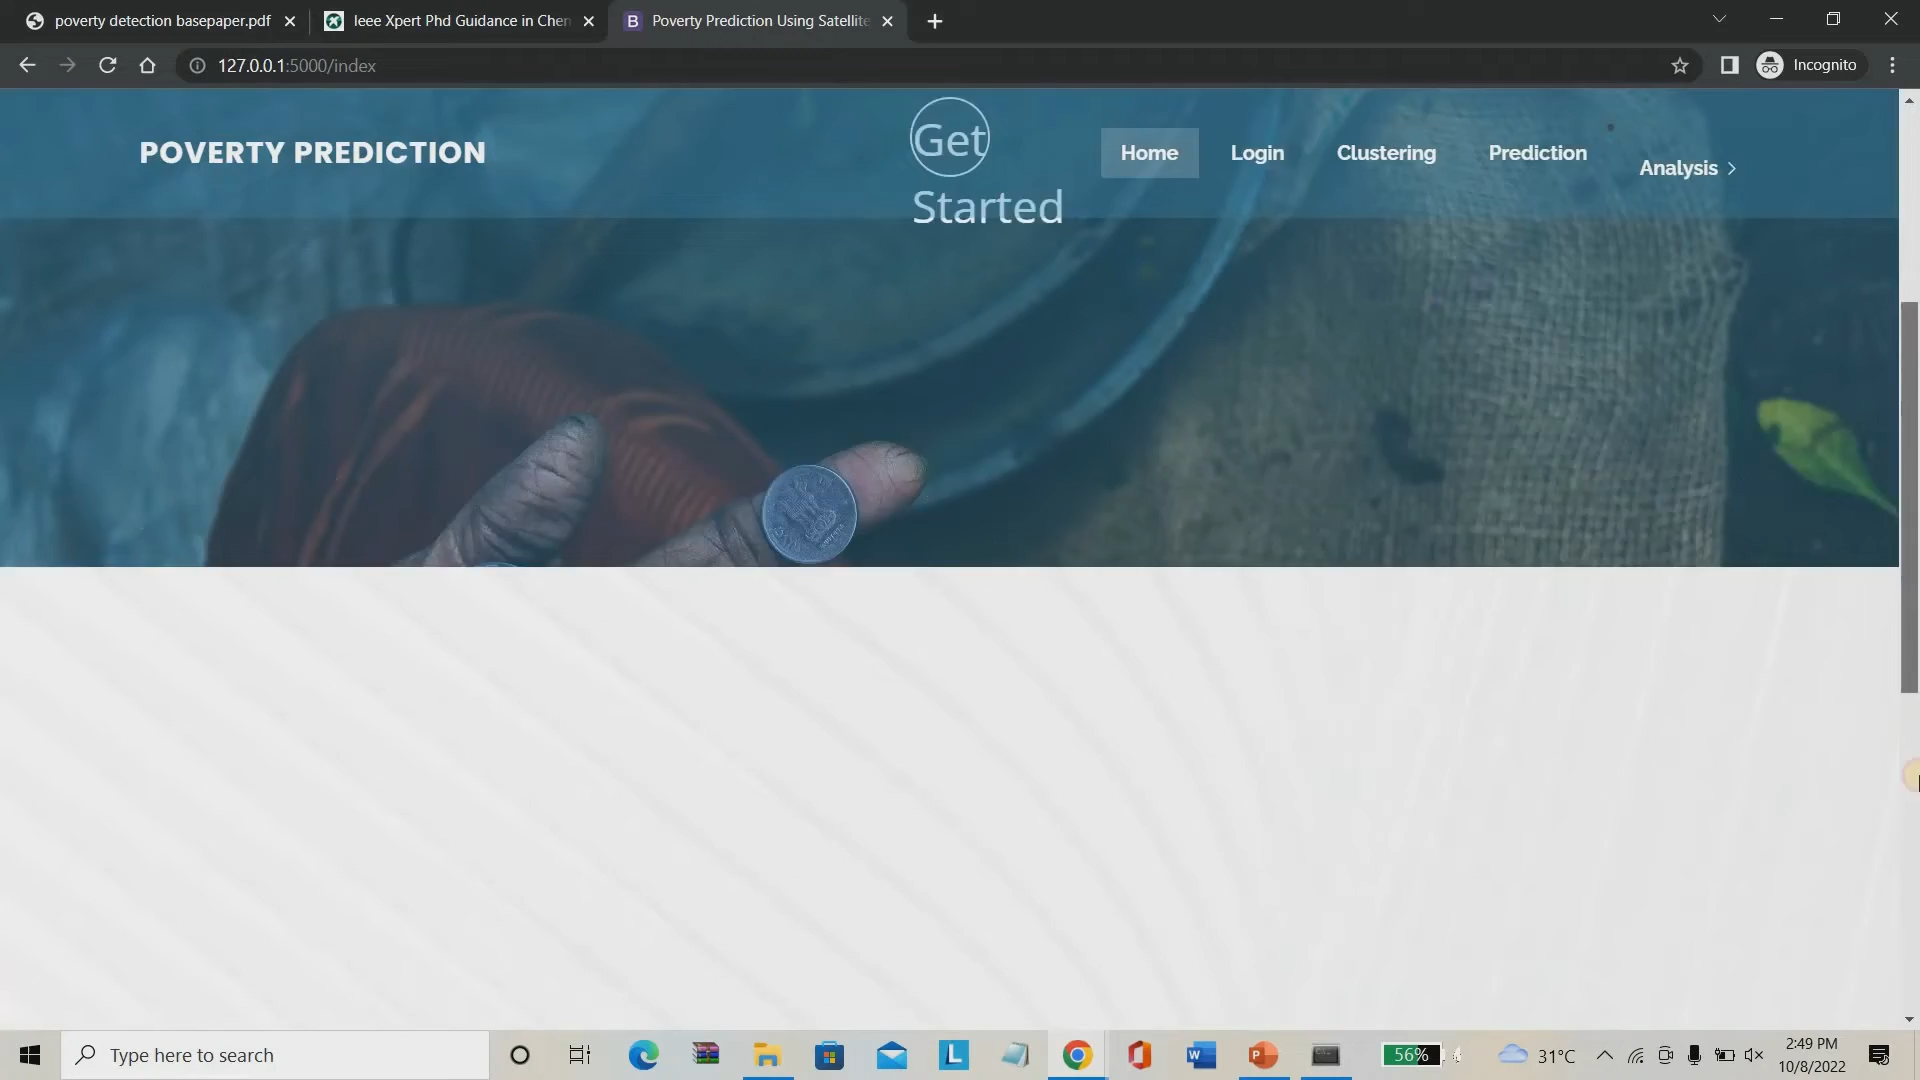 poverty detection basepaper.pdf
Ieee Xpert Phd Guidance in Chen
Poverty Prediction Using Satellite
127.0.0.1:5000/index
Incognito
POVERTY PREDICTION
Get
Started
Home
Login
Clustering
Prediction
Analysis
Type here to search
56%
31°C
2:49 PM
10/8/2022